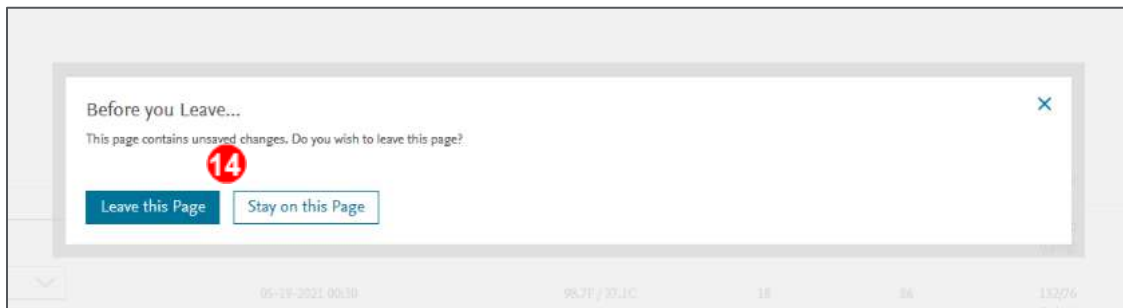 Before you Leave...
This page contains unsaved changes. Do you wish to leave this page?
14
Leave this Page Stay on this Page
05-19-2021 00:30 98.7F / 37.1C 18 86 132/76